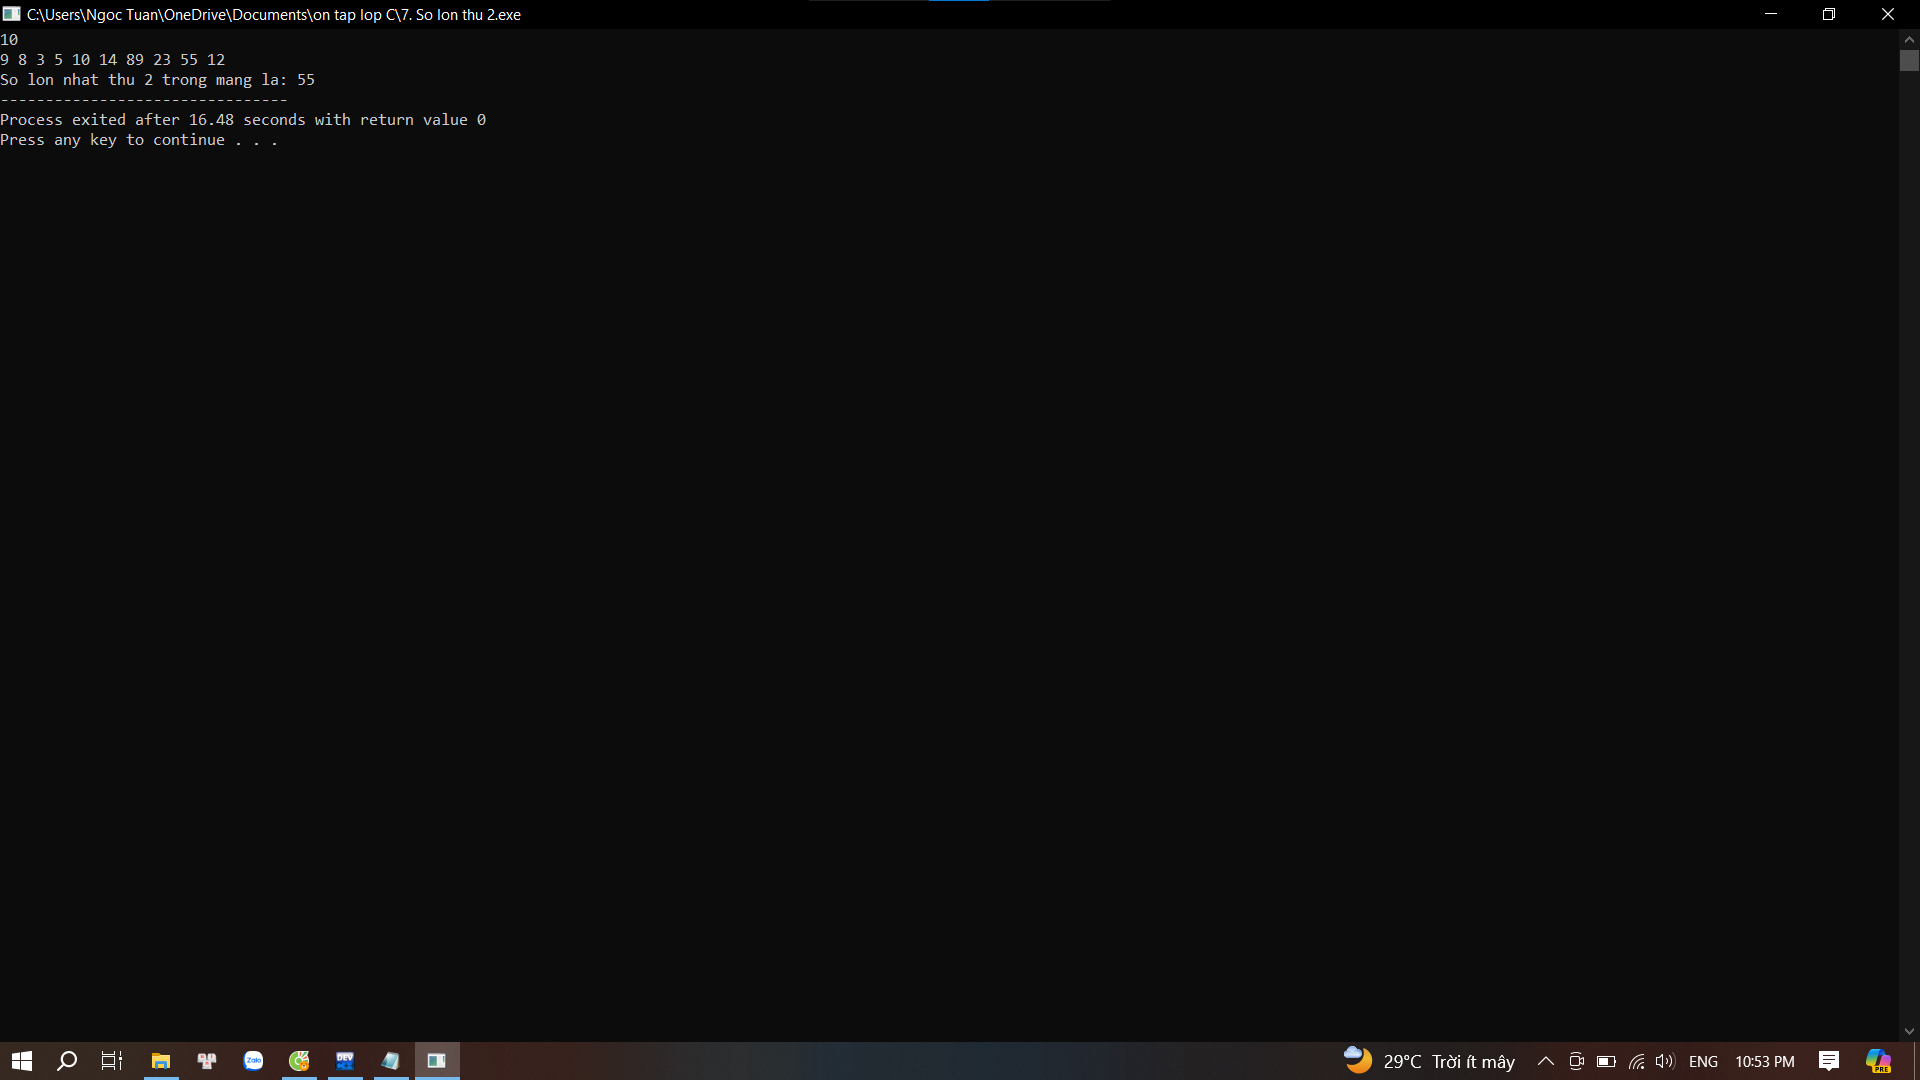 C:\Users\Ngoc Tuan\OneDrive\Documents\on tap lop C\7. So lon thu 2.exe
10
9 8 3 5 10 14 89 23 55 12
So lon nhat thu 2 trong mang la: 55
--------------------------------
Process exited after 16.48 seconds with return value 0
Press any key to continue . . .
Zalo
DEV
C++
29°C Trời ít mây
ENG
10:53 PM
PRE